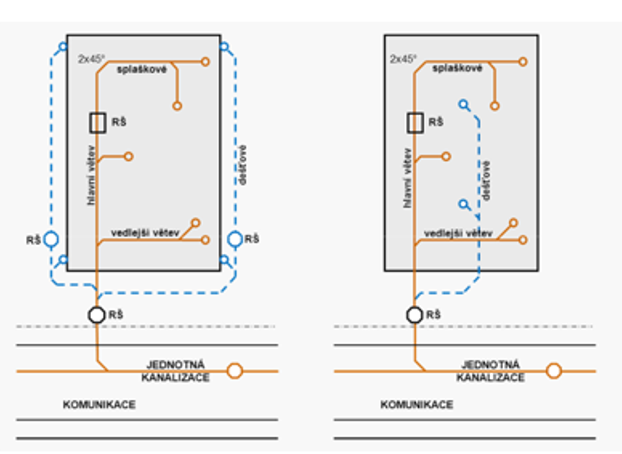 2x45°
splaškové
RŠ
hlavní větev
dešťové
vedlejší větev
RŠ
RŠ
RŠ
JEDNOTNÁ
KANALIZACE
KOMUNIKACE
2x45°
splaškové
RŠ
hlavní větev
dešťové
vedlejší větev
RŠ
JEDNOTNÁ
KANALIZACE
KOMUNIKACE